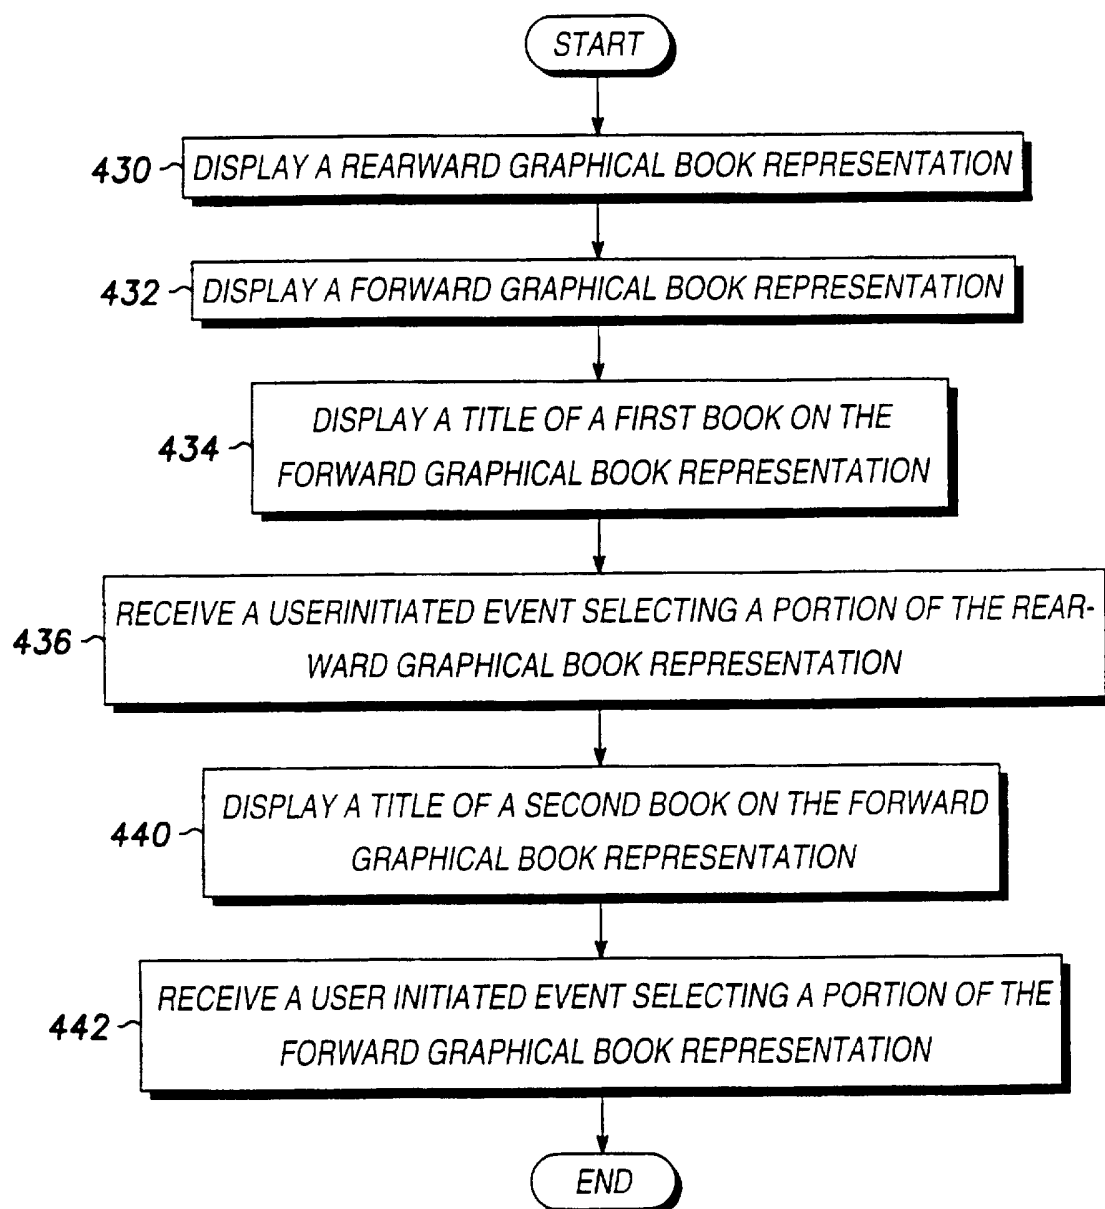 START
430 DISPLAY A REARWARD GRAPHICAL BOOK REPRESENTATION
432 DISPLAY A FORWARD GRAPHICAL BOOK REPRESENTATION
DISPLAY A TITLE OF A FIRST BOOK ON THE
434
FORWARD GRAPHICAL BOOK REPRESENTATION
RECEIVE A USERINITIATED EVENT SELECTING A PORTION OF THE REAR-
436
WARD GRAPHICAL BOOK REPRESENTATION
DISPLAY A TITLE OF A SECOND BOOK ON THE FORWARD
440
GRAPHICAL BOOK REPRESENTATION
RECEIVE A USER INITIATED EVENT SELECTING A PORTION OF THE
442
FORWARD GRAPHICAL BOOK REPRESENTATION
END